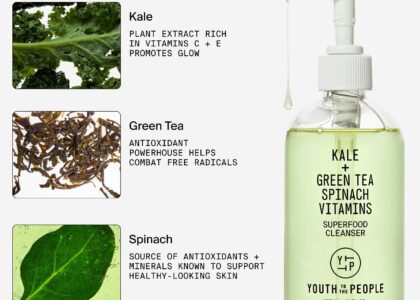 Kale
PLANT EXTRACT RICH
IN VITAMINS C + E
PROMOTES GLOW
Green Tea
ANTIOXIDANT
POWERHOUSE HELPS
COMBAT FREE RADICALS
Spinach
SOURCE OF ANTIOXIDANTS +
MINERALS KNOWN TO SUPPORT
HEALTHY-LOOKING SKIN
KALE
+
GREEN TEA
SPINACH
VITAMINS
SUPERFOOD
CLEANSER
YTTP
YOUTH TO THE PEOPLE